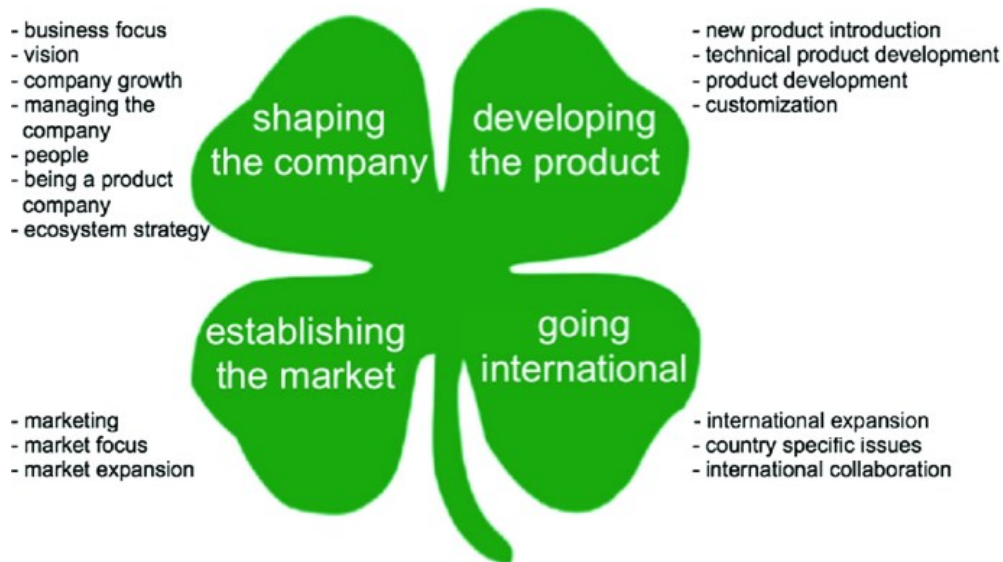 - business focus
- vision
- company growth
- managing the
company
- people
- being a product
company
- ecosystem strategy
shaping
the company
developing
the product
- new product introduction
- technical product development
- product development
- customization
establishing
the market
going
international
- marketing
- market focus
- market expansion
- international expansion
- country specific issues
- international collaboration